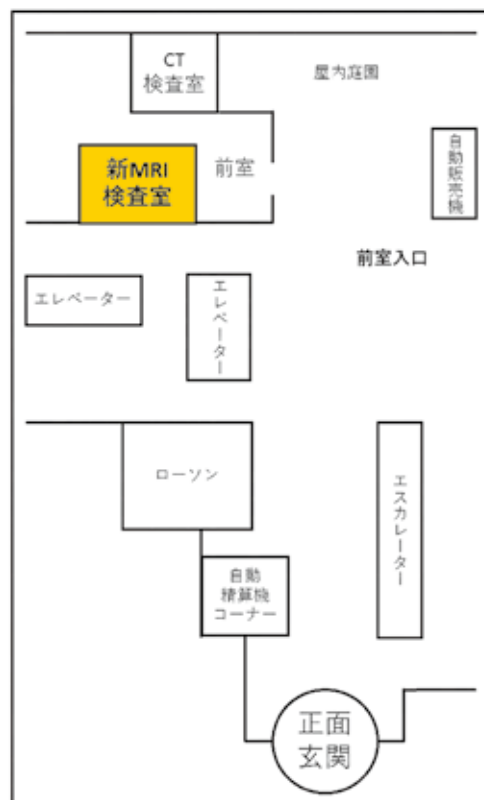 CT
検査室
屋内庭園
自動販売機
新MRI
検査室
前室
前室入口
エレベーター
エレベーター
ローソン
エスカレーター
自動
精算機
コーナー
正面
玄関